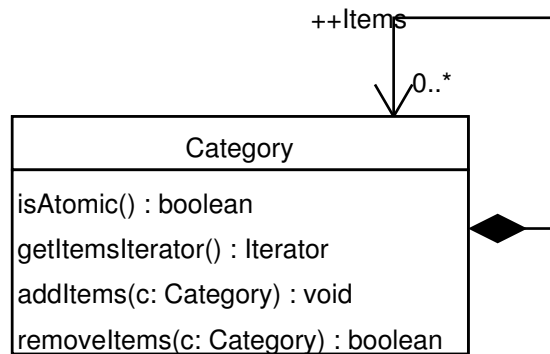 ++Items
0..*
Category
isAtomic() : boolean
getItemsIterator() : Iterator
addItems(c: Category) : void
removeItems(c: Category) : boolean